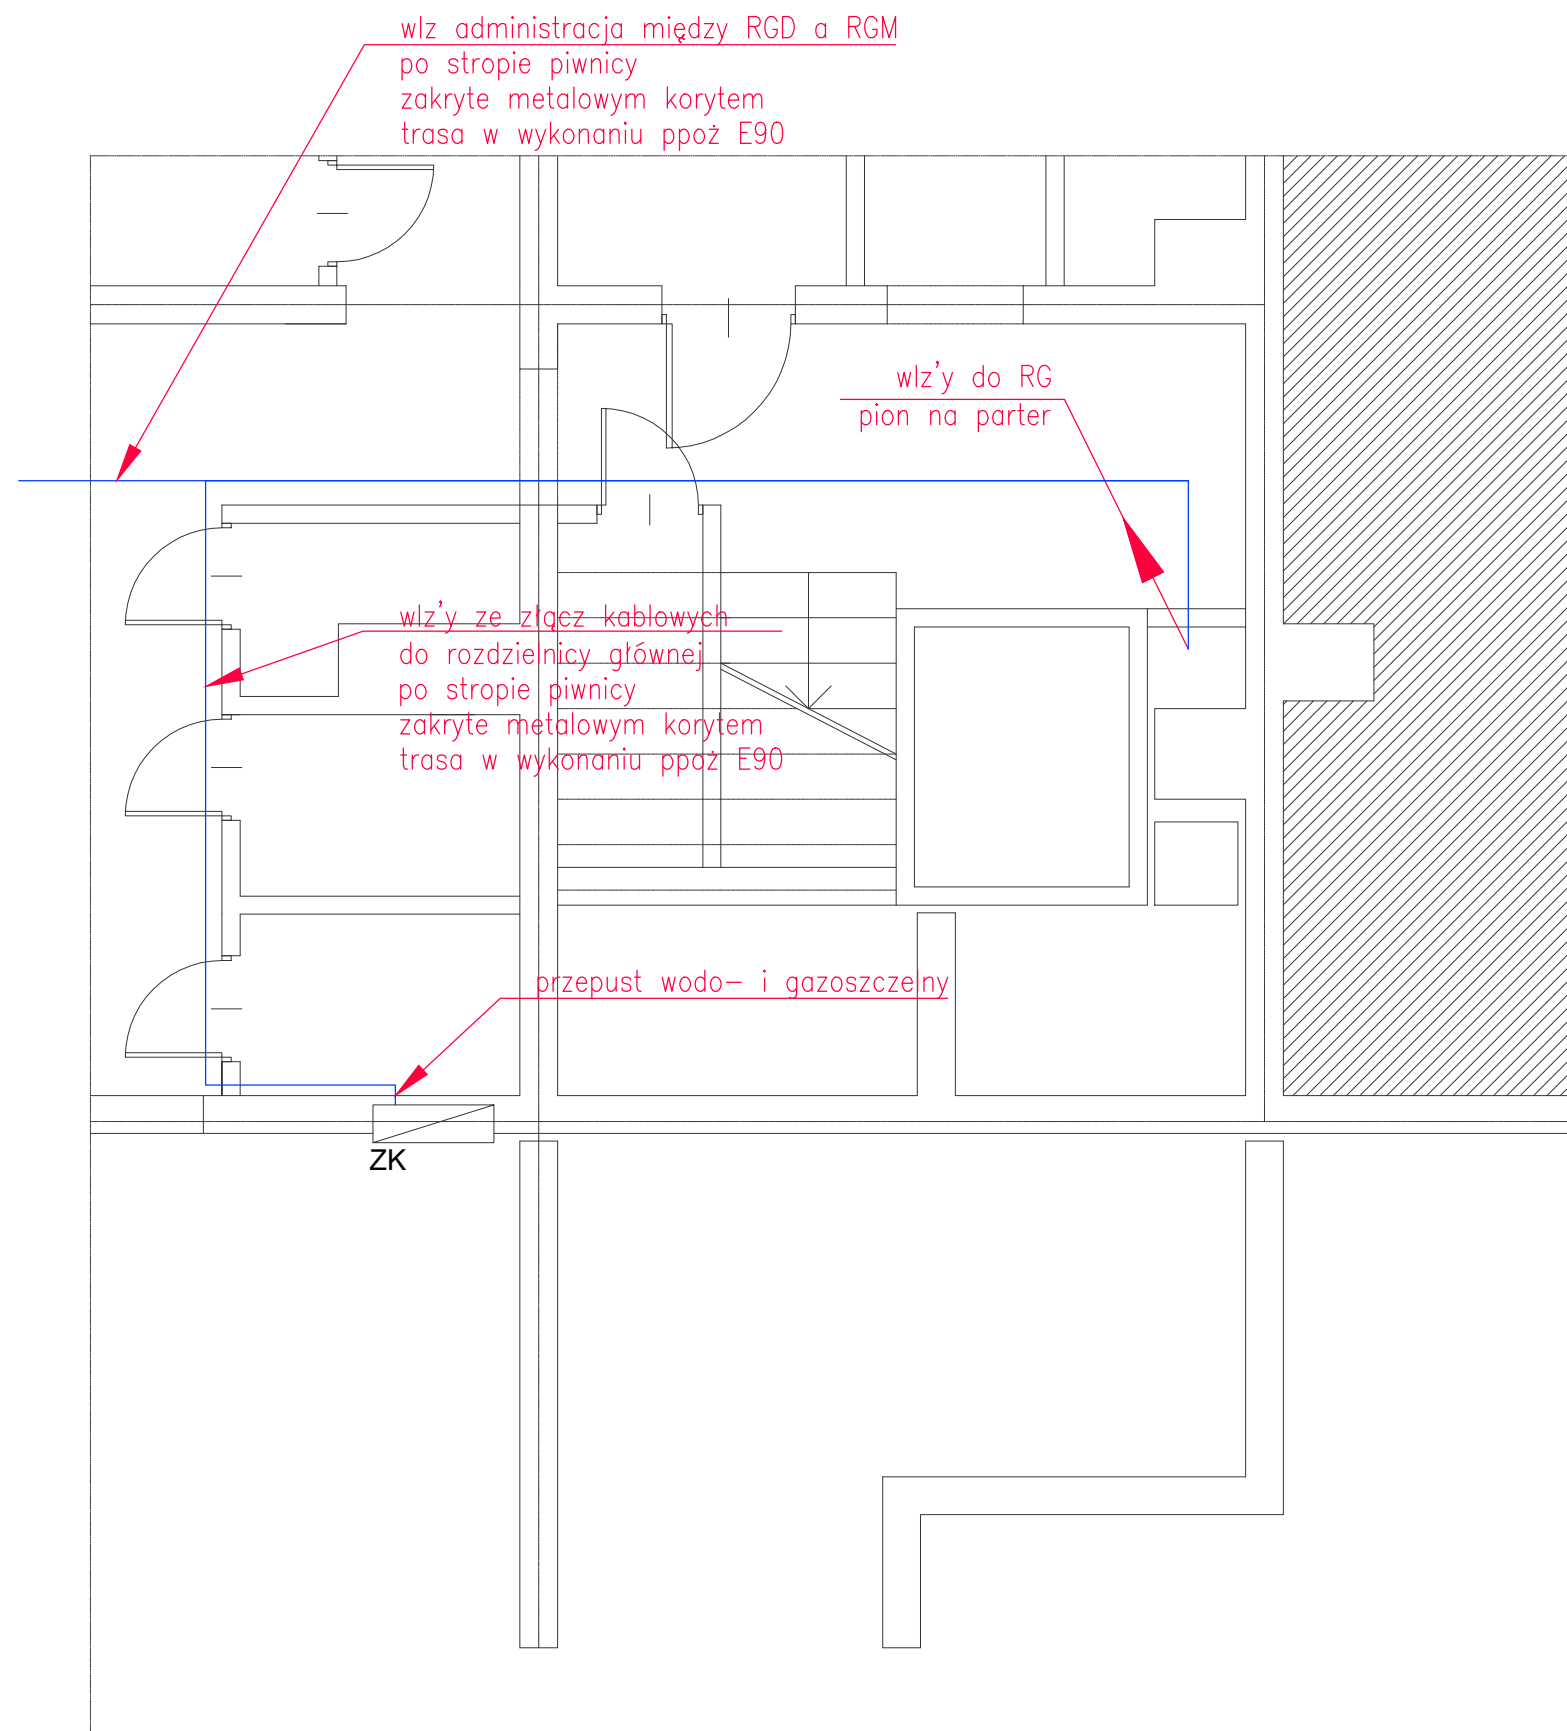 wlz administracja między RGD a RGM
po stropie piwnicy
zakryte metalowym korytem
trasa w wykonaniu ppoż E90
wlz'y do RG
pion na parter
wlz'y ze złącz kablowych
do rozdzielnicy głównej
po stropie piwnicy
zakryte metalowym korytem
trasa w wykonaniu ppoż E90
przepust wodo- i gazoszczelny
ZK